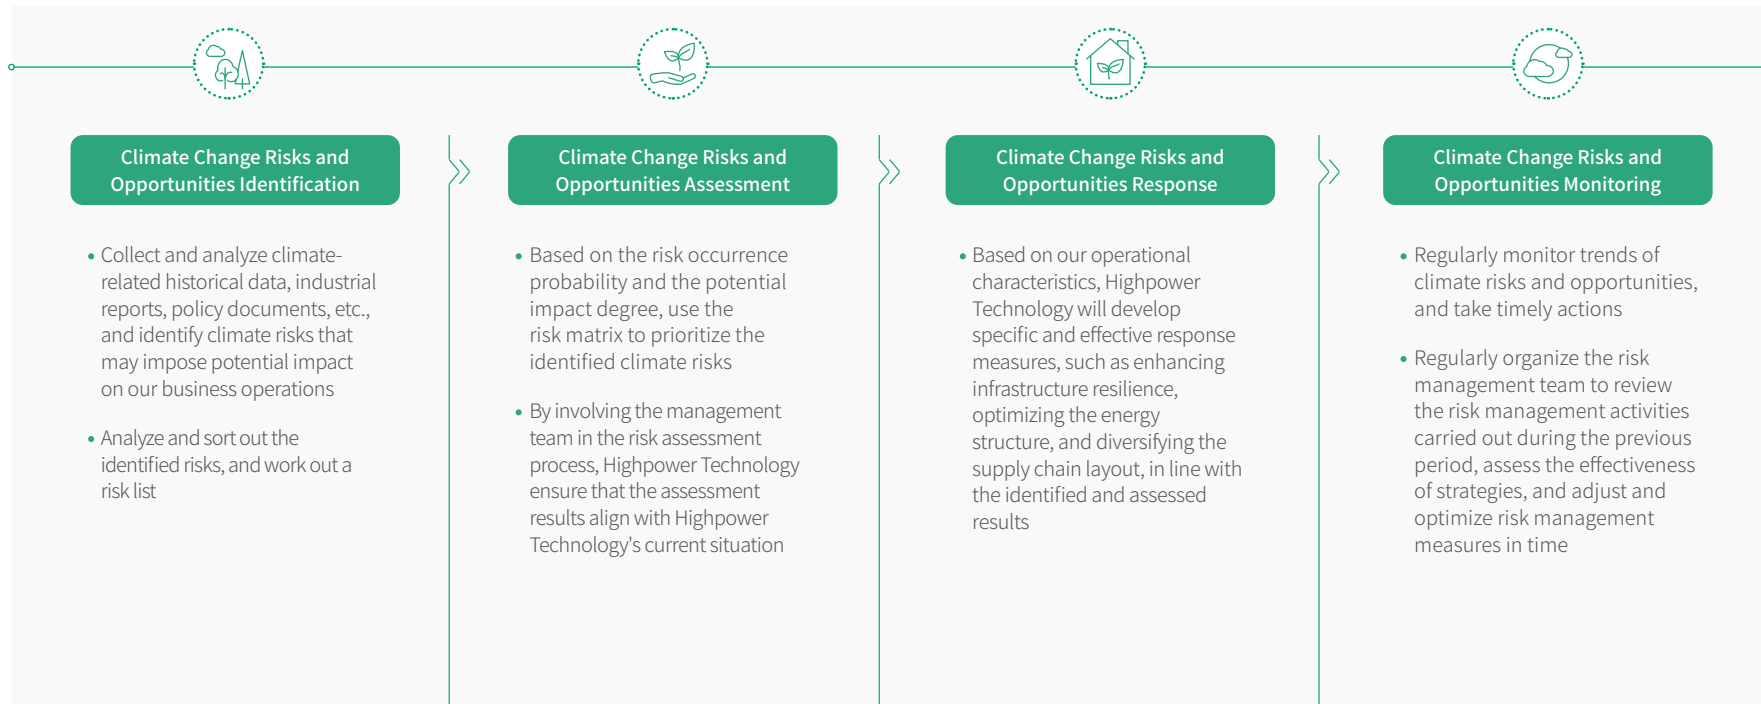 Climate Change Risks and
Opportunities Identification
• Collect and analyze climate-
related historical data, industrial
reports, policy documents, etc.,
and identify climate risks that
may impose potential impact
on our business operations
• Analyze and sort out the
identified risks, and work out a
risk list
Climate Change Risks and
Opportunities Assessment
• Based on the risk occurrence
probability and the potential
impact degree, use the
risk matrix to prioritize the
identified climate risks
• By involving the management
team in the risk assessment
process, Highpower Technology
ensure that the assessment
results align with Highpower
Technology's current situation
Climate Change Risks and
Opportunities Response
• Based on our operational
characteristics, Highpower
Technology will develop
specific and effective response
measures, such as enhancing
infrastructure resilience,
optimizing the energy
structure, and diversifying the
supply chain layout, in line with
the identified and assessed
results
Climate Change Risks and
Opportunities Monitoring
• Regularly monitor trends of
climate risks and opportunities,
and take timely actions
• Regularly organize the risk
management team to review
the risk management activities
carried out during the previous
period, assess the effectiveness
of strategies, and adjust and
optimize risk management
measures in time